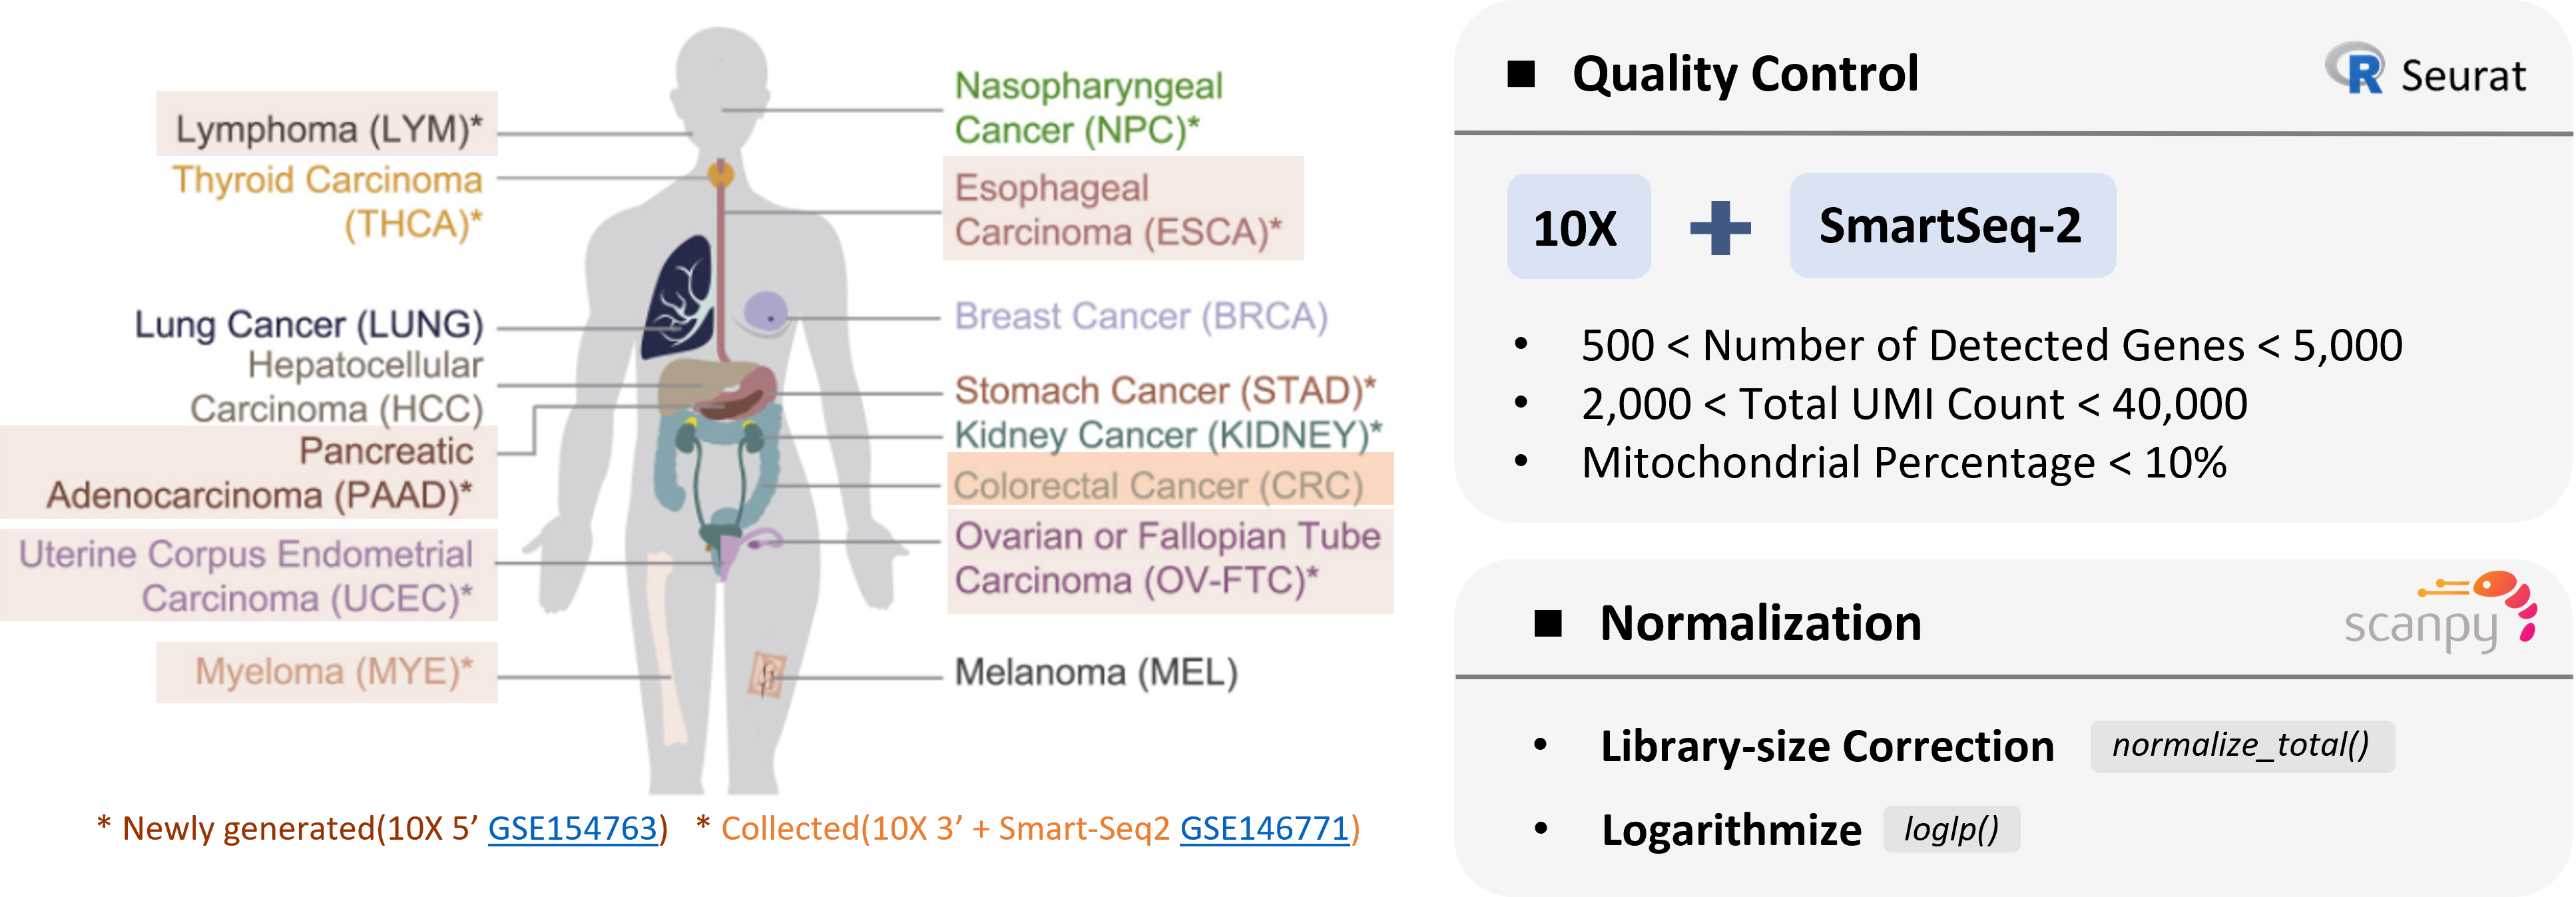 Lymphoma (LYM)*
Thyroid Carcinoma
(THCA)*
Lung Cancer (LUNG)
Hepatocellular
Carcinoma (HCC)
Pancreatic
Adenocarcinoma (PAAD)*
Uterine Corpus Endometrial
Carcinoma (UCEC)*
Myeloma (MYE)*
Nasopharyngeal
Cancer (NPC)*
Esophageal
Carcinoma (ESCA)*
Breast Cancer (BRCA)
Stomach Cancer (STAD)*
Kidney Cancer (KIDNEY)*
Colorectal Cancer (CRC)
Ovarian or Fallopian Tube
Carcinoma (OV-FTC)*
Melanoma (MEL)
* Newly generated(10X 5’ GSE154763) * Collected(10X 3’ + Smart-Seq2 GSE146771)
■ Quality Control
R Seurat
10X + SmartSeq-2
• 500 < Number of Detected Genes < 5,000
• 2,000 < Total UMI Count < 40,000
• Mitochondrial Percentage < 10%
■ Normalization
scanpy
• Library-size Correction normalize_total()
• Logarithmize loglp()